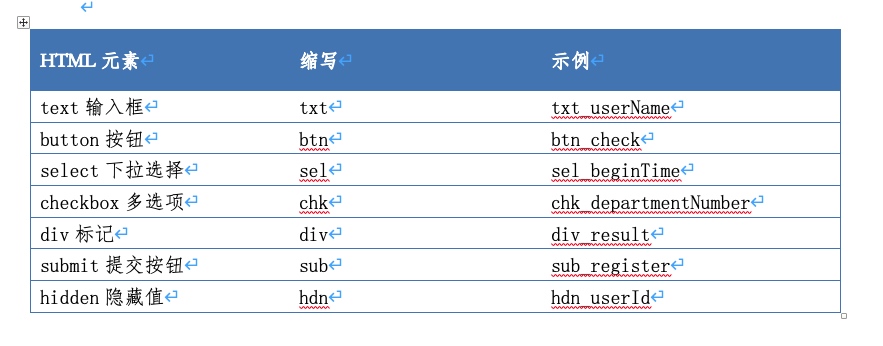 HTML 元素 缩写 示例
text 输入框 txt txt_userName
button 按钮 btn btn_check
select 下拉选择 sel sel_beginTime
checkbox 多选项 chk chk_departmentNumber
div 标记 div div_result
submit 提交按钮 sub sub_register
hidden 隐藏值 hdn hdn_userId